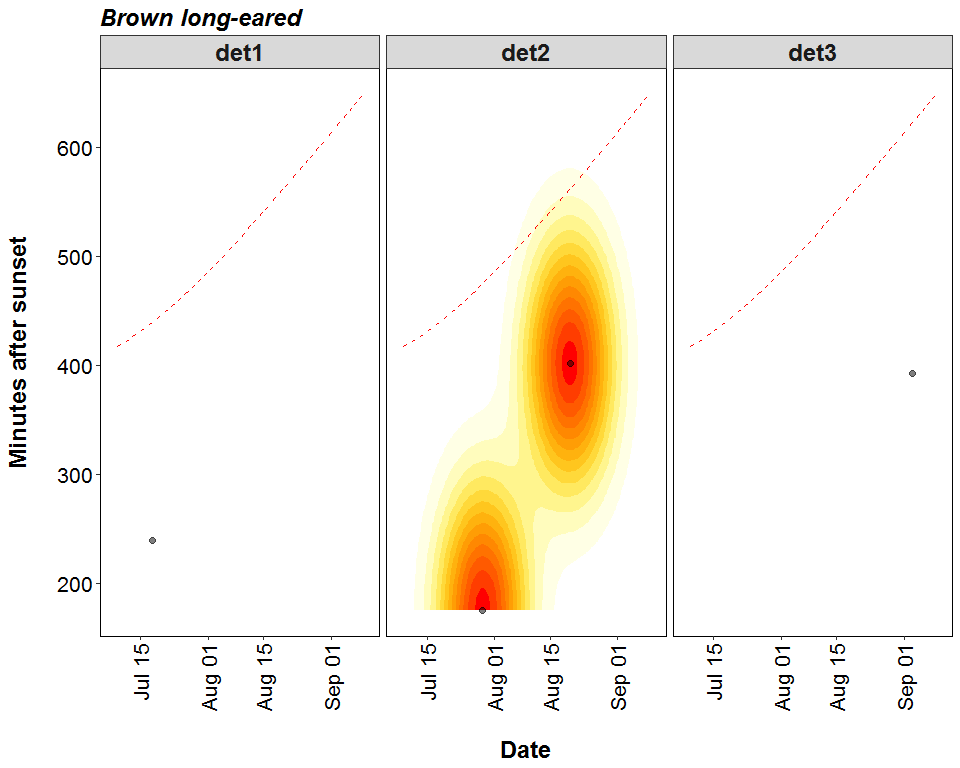 Brown long-eared
det1 det2 det3
Minutes after sunset
600
500
400
300
200
Jul 15 Aug 01 Aug 15 Sep 01 Jul 15 Aug 01 Aug 15 Sep 01 Jul 15 Aug 01 Aug 15 Sep 01
Date